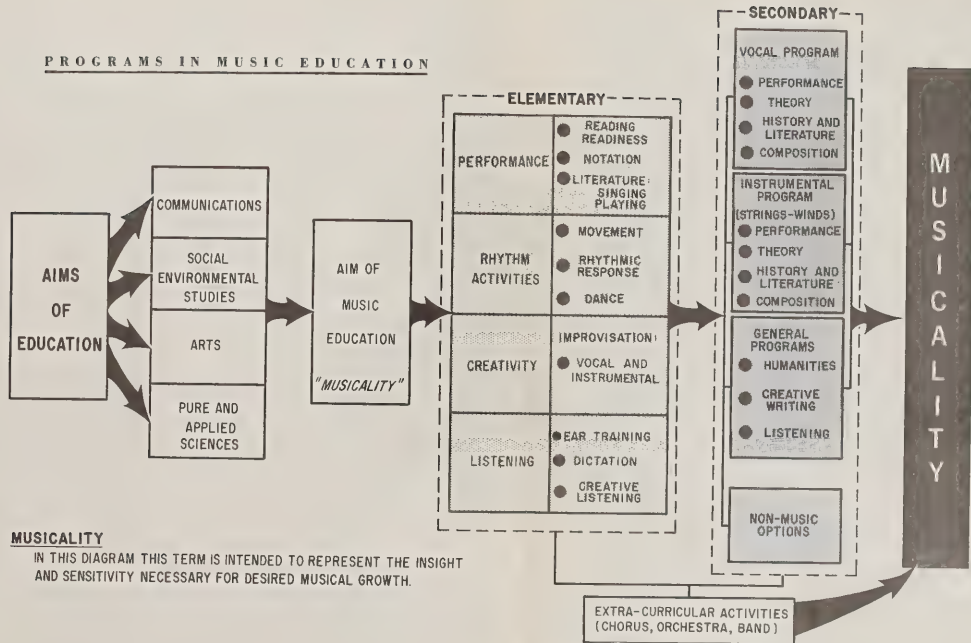 PROGRAMS IN MUSIC EDUCATION
AIMS
OF
EDUCATION
COMMUNICATIONS
SOCIAL
ENVIRONMENTAL
STUDIES
ARTS
PURE AND
APPLIED
SCIENCES
AIM OF
MUSIC
EDUCATION
"MUSICALITY"
ELEMENTARY
PERFORMANCE
READING
READINESS
NOTATION
LITERATURE:
SINGING
PLAYING
RHYTHM
ACTIVITIES
MOVEMENT
RHYTHMIC
RESPONSE
DANCE
CREATIVITY
IMPROVISATION:
VOCAL AND
INSTRUMENTAL
LISTENING
EAR TRAINING
DICTATION
CREATIVE
LISTENING
SECONDARY
VOCAL PROGRAM
PERFORMANCE
THEORY
HISTORY AND
LITERATURE
COMPOSITION
INSTRUMENTAL
PROGRAM
(STRINGS-WINDS)
PERFORMANCE
THEORY
HISTORY AND
LITERATURE
COMPOSITION
GENERAL
PROGRAMS
HUMANITIES
CREATIVE
WRITING
LISTENING
NON-MUSIC
OPTIONS
MUSICALITY
MUSICALITY
IN THIS DIAGRAM THIS TERM IS INTENDED TO REPRESENT THE INSIGHT
AND SENSITIVITY NECESSARY FOR DESIRED MUSICAL GROWTH.
EXTRA-CURRICULAR ACTIVITIES
(CHORUS, ORCHESTRA, BAND)